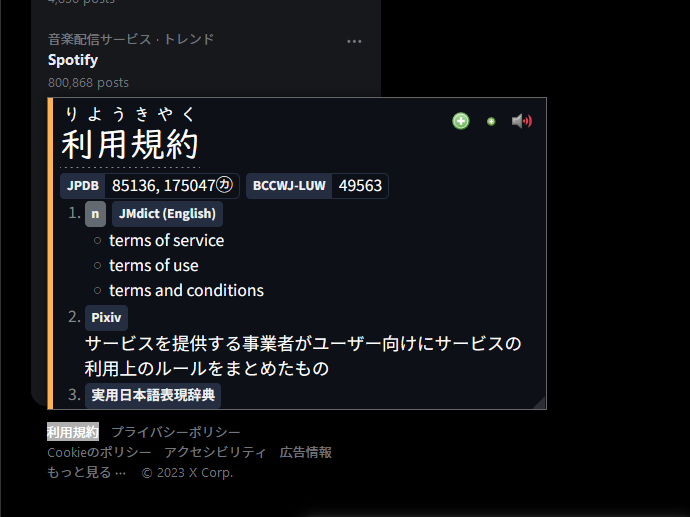 4,830 posts
音楽配信サービス · トレンド
Spotify
800,868 posts
りようきやく
利用規約
JPDB 85136, 175047㋕ BCCWJ-LUW 49563
1. n JMdict (English)
○ terms of service
○ terms of use
○ terms and conditions
2. Pixiv
サービスを提供する事業者がユーザー向けにサービスの
利用上のルールをまとめたもの
3. 実用日本語表現辞典
利用規約 プライバシーポリシー
Cookieのポリシー アクセシビリティ 広告情報
もっと見る ··· © 2023 X Corp.